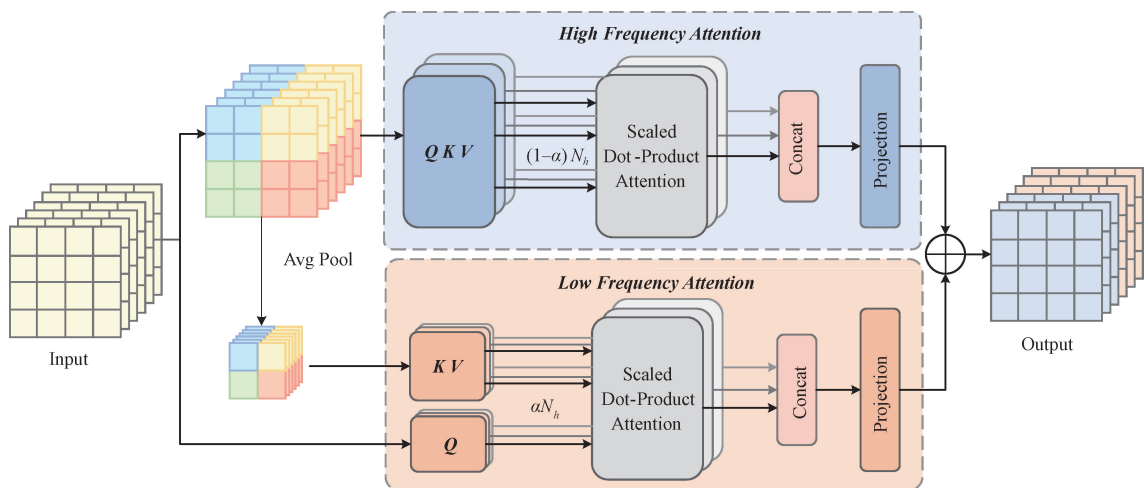 High Frequency Attention
Q K V
(1-α) N_h
Scaled
Dot-Product
Attention
Concat
Projection
Avg Pool
Input
Low Frequency Attention
K V
Q
αN_h
Scaled
Dot-Product
Attention
Concat
Projection
Output